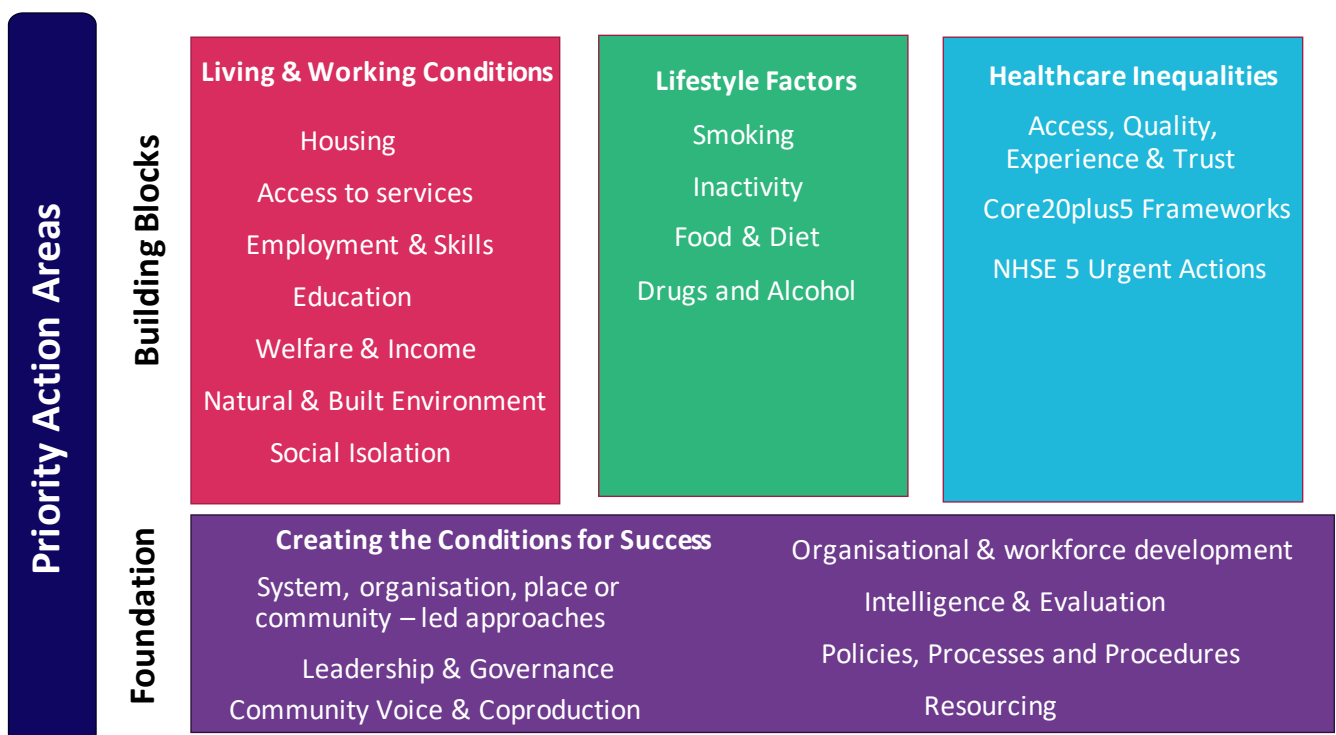 Priority Action Areas
Building Blocks
Living & Working Conditions
Housing
Access to services
Employment & Skills
Education
Welfare & Income
Natural & Built Environment
Social Isolation
Lifestyle Factors
Smoking
Inactivity
Food & Diet
Drugs and Alcohol
Healthcare Inequalities
Access, Quality,
Experience & Trust
Core20plus5 Frameworks
NHSE 5 Urgent Actions
Foundation
Creating the Conditions for Success
System, organisation, place or
community – led approaches
Leadership & Governance
Community Voice & Coproduction
Organisational & workforce development
Intelligence & Evaluation
Policies, Processes and Procedures
Resourcing